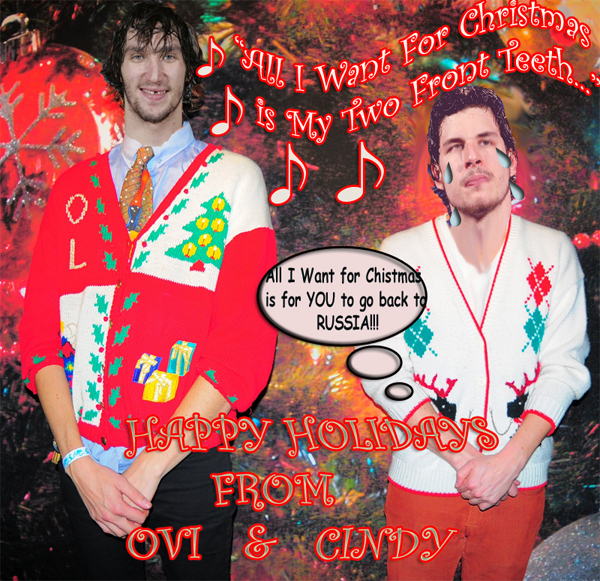 "All I Want For Christmas
is My Two Front Teeth..."
O
L
All I Want for Chistmas
is for YOU to go back to
RUSSIA!!!
HAPPY HOLIDAYS
FROM
OVI & CINDY